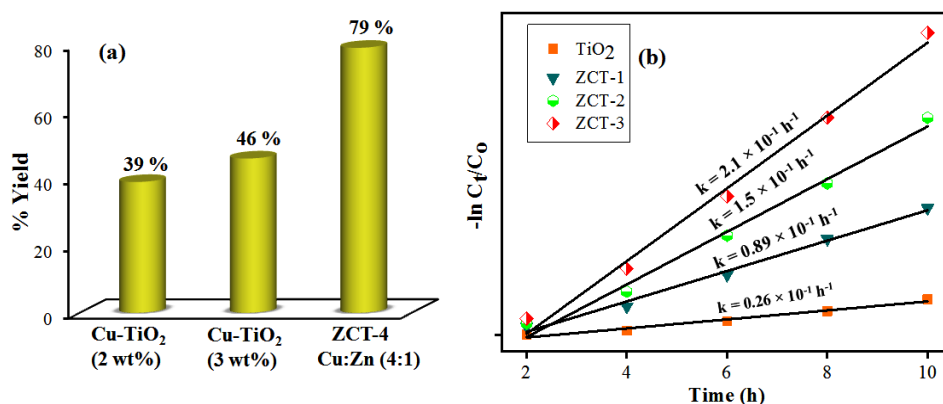 (a)
% Yield
80
60
40
20
0
39 %
46 %
79 %
Cu-TiO₂
(2 wt%)
Cu-TiO₂
(3 wt%)
ZCT-4
Cu:Zn (4:1)
(b)
TiO₂
ZCT-1
ZCT-2
ZCT-3
-ln Cₜ/Cₒ
k = 2.1 × 10⁻¹ h⁻¹
k = 1.5 × 10⁻¹ h⁻¹
k = 0.89 × 10⁻¹ h⁻¹
k = 0.26 × 10⁻¹ h⁻¹
2 4 6 8 10
Time (h)